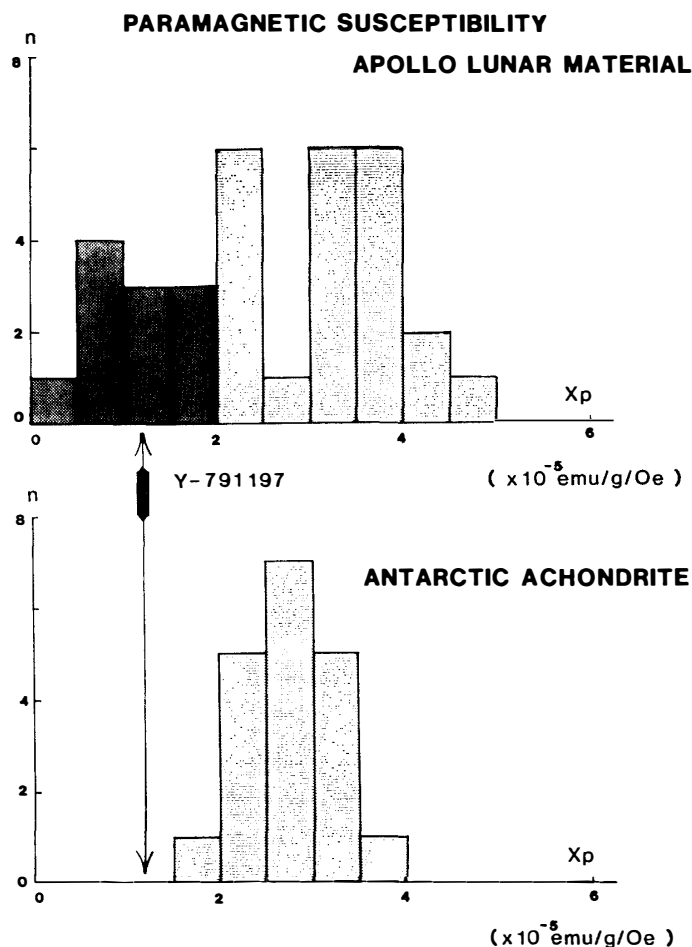 PARAMAGNETIC SUSCEPTIBILITY
n
APOLLO LUNAR MATERIAL
8
4
2
0
Xp
0 2 4 6
Y-791197
( x10⁻⁵emu/g/Oe )
n
8
ANTARCTIC ACHONDRITE
4
2
0
Xp
0 2 4 6
(x10⁻⁵emu/g/Oe )